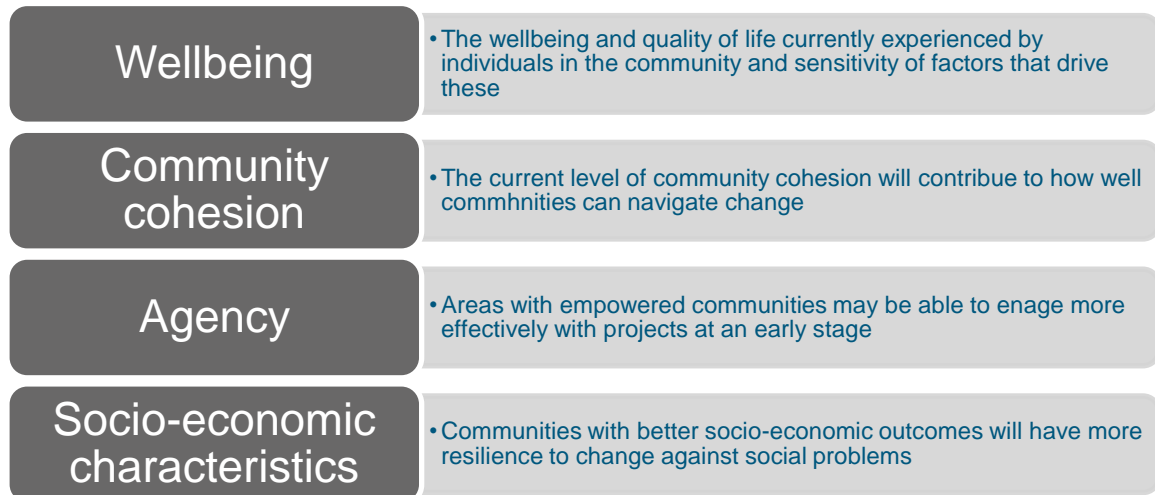 Wellbeing
• The wellbeing and quality of life currently experienced by
individuals in the community and sensitivity of factors that drive
these
Community
cohesion
• The current level of community cohesion will contribue to how well
commhnities can navigate change
Agency
• Areas with empowered communities may be able to enage more
effectively with projects at an early stage
Socio-economic
characteristics
• Communities with better socio-economic outcomes will have more
resilience to change against social problems